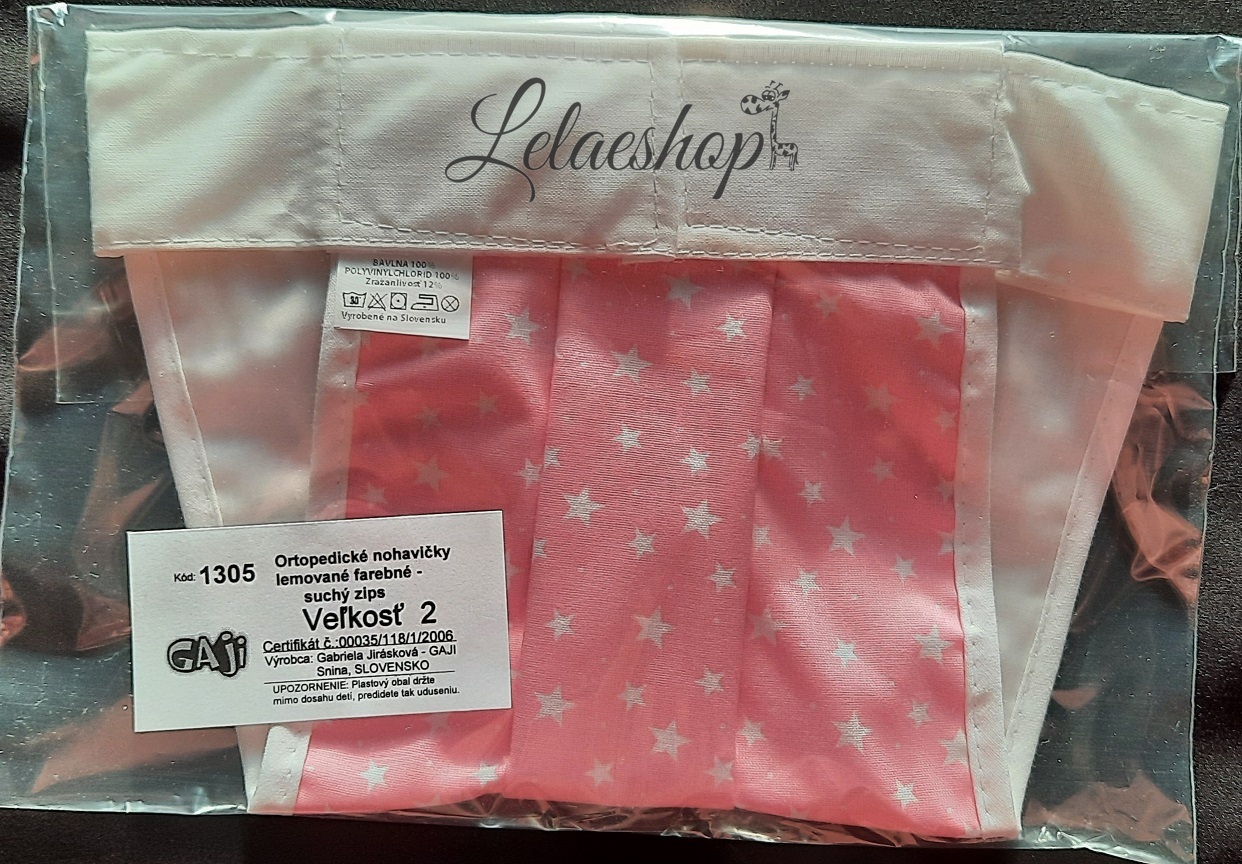 Lelaeshop
BAVLNA 100%
POLYVINYLCHLORID 100%
Zrazanlivosť 12%
30°
Vyrobené na Slovensku
Kód: 1305
Ortopedické nohavičky
lemované farebné -
suchý zips
Veľkosť 2
GAJi
Certifikát č.:00035/118/1/2006
Výrobca: Gabriela Jirásková - GAJI
Snina, SLOVENSKO
UPOZORNENIE: Plastový obal držte
mimo dosahu detí, predidete tak uduseniu.